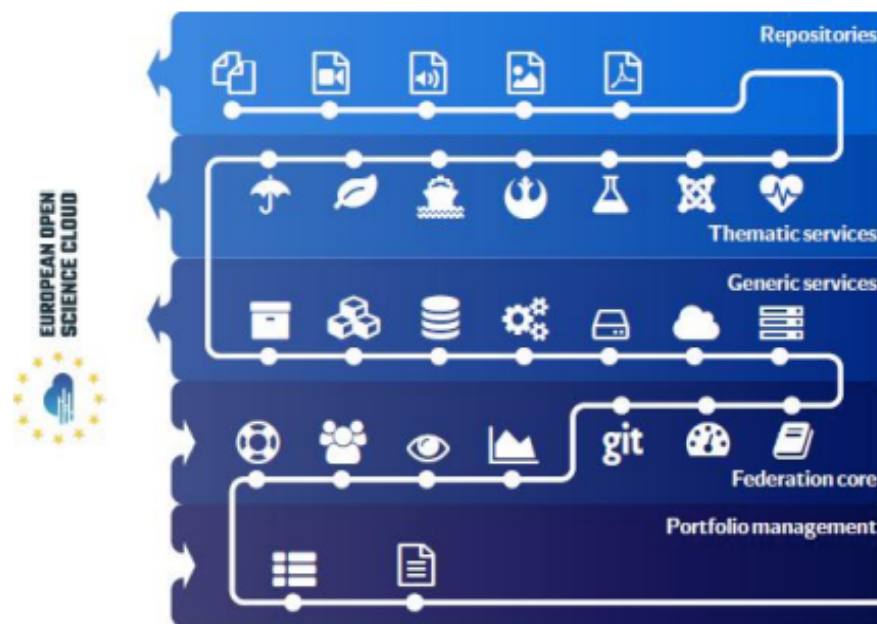 Repositories
Thematic services
EUROPEAN OPEN
SCIENCE CLOUD
Generic services
git
Federation core
Portfolio management